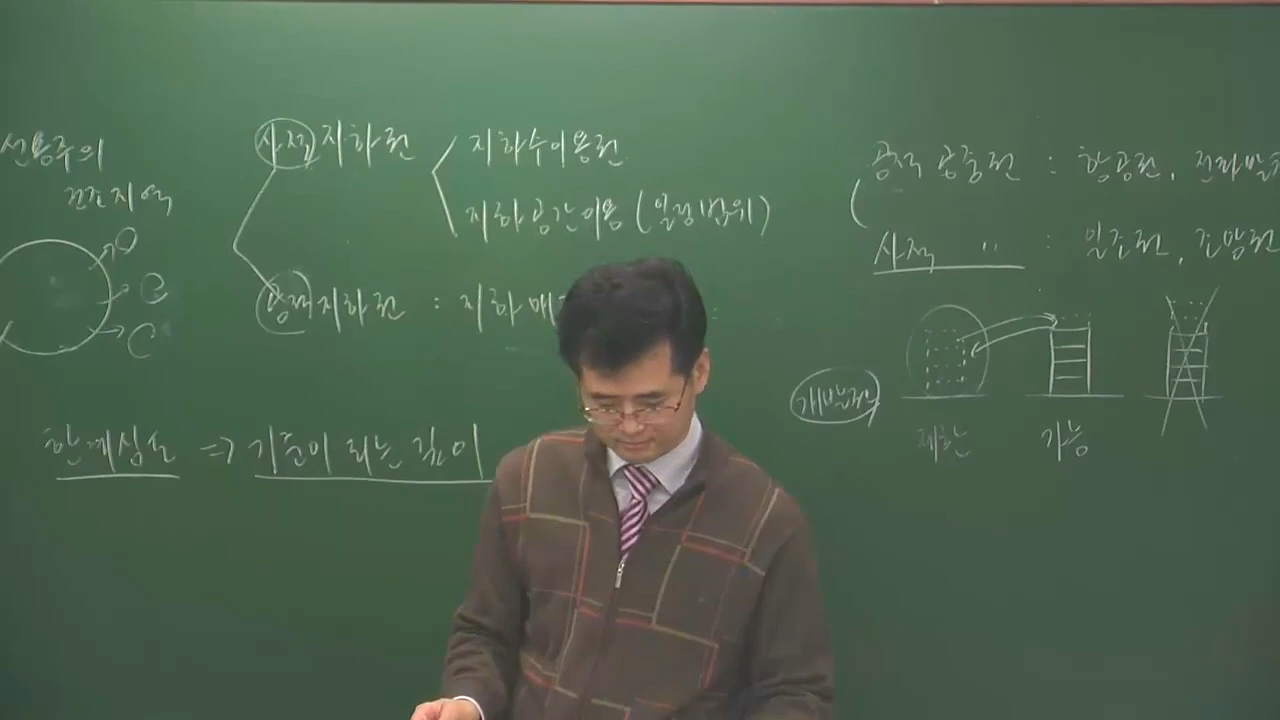 선용주의
건조지역
사적 지하권
지하수이용권
지하공간이용 (일정범위)
공적 지하권 : 지하매
한계심도 => 기준이 되는 깊이
공적 공중권 : 항공권, 전파발
사적 〃 : 일조권, 조망권
개발권
제한
가능